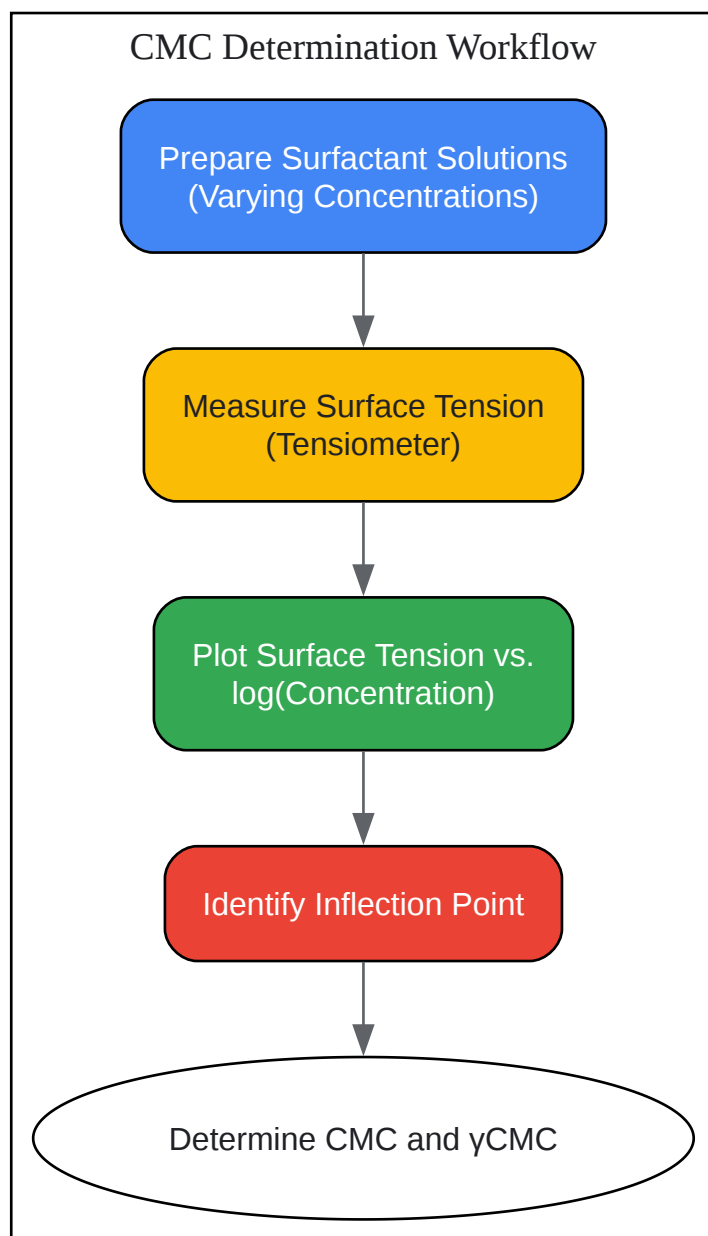 CMC Determination Workflow
Prepare Surfactant Solutions
(Varying Concentrations)
Measure Surface Tension
(Tensiometer)
Plot Surface Tension vs.
log(Concentration)
Identify Inflection Point
Determine CMC and γCMC